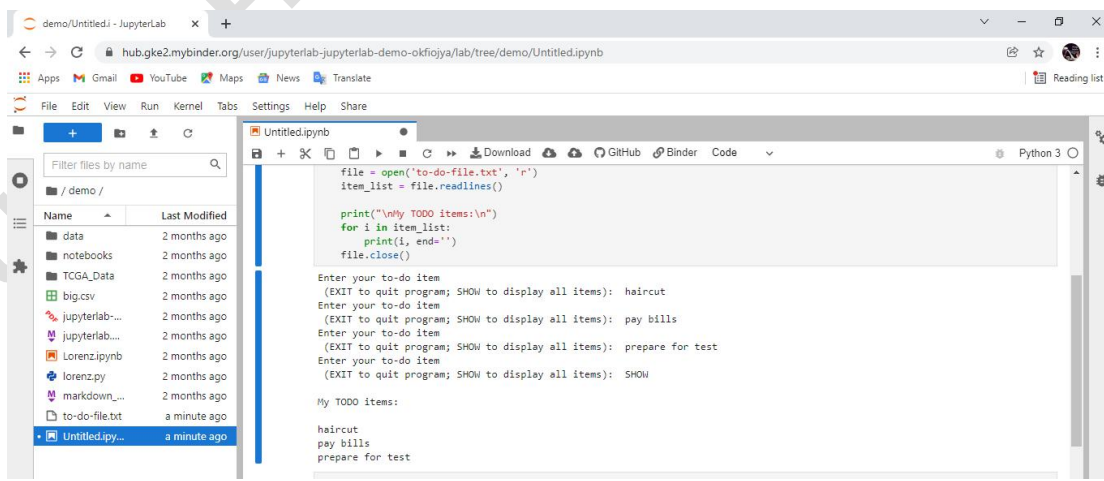 demo/Untitled.i - JupyterLab
hub.gke2.mybinder.org/user/jupyterlab-jupyterlab-demo-okfiojya/lab/tree/demo/Untitled.ipynb
Apps Gmail YouTube Maps News Translate Reading list
File Edit View Run Kernel Tabs Settings Help Share
Untitled.ipynb
Download GitHub Binder Code Python 3
Filter files by name
/ demo /
Name Last Modified
data 2 months ago
notebooks 2 months ago
TCGA_Data 2 months ago
big.csv 2 months ago
jupyterlab-... 2 months ago
jupyterlab.... 2 months ago
Lorenz.ipynb 2 months ago
lorenz.py 2 months ago
markdown_... 2 months ago
to-do-file.txt a minute ago
Untitled.ipy... a minute ago
file = open('to-do-file.txt', 'r')
item_list = file.readlines()
print("\nMy TODO items:\n")
for i in item_list:
print(i, end='')
file.close()
Enter your to-do item
(EXIT to quit program; SHOW to display all items): haircut
Enter your to-do item
(EXIT to quit program; SHOW to display all items): pay bills
Enter your to-do item
(EXIT to quit program; SHOW to display all items): prepare for test
Enter your to-do item
(EXIT to quit program; SHOW to display all items): SHOW
My TODO items:
haircut
pay bills
prepare for test